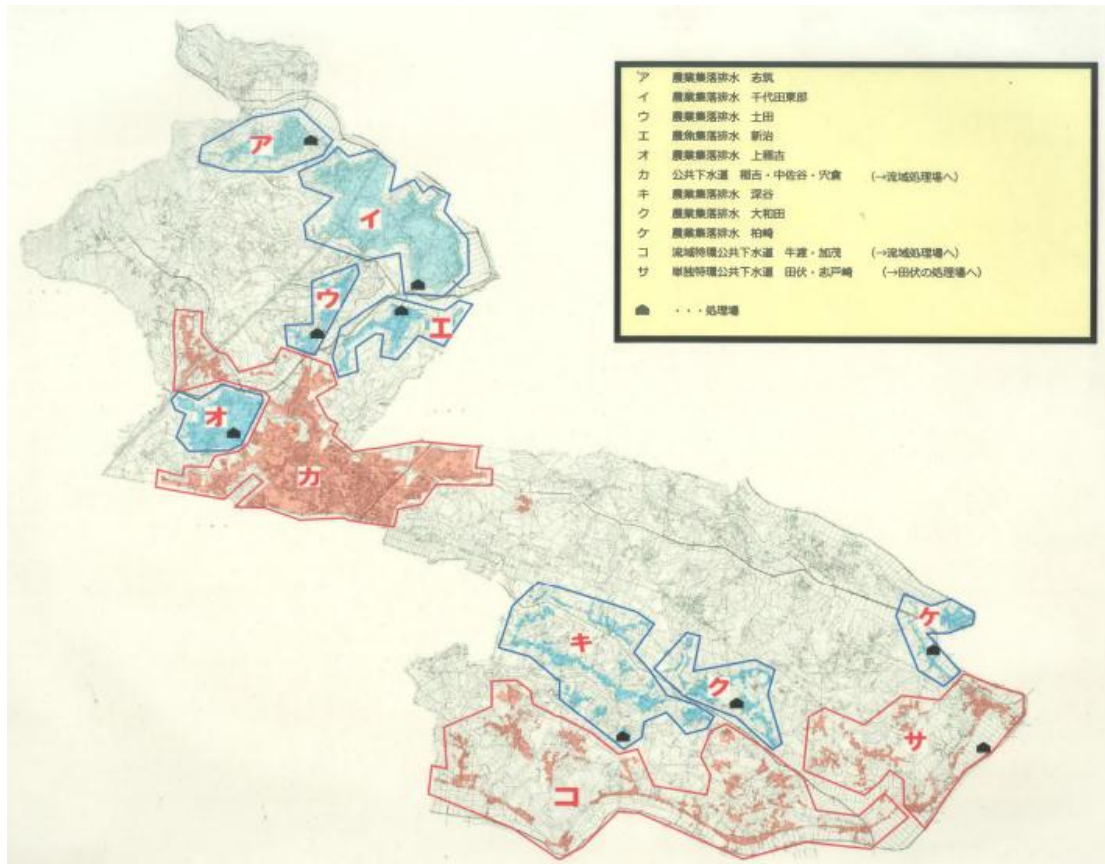 ア 農業集落排水 志筑
イ 農業集落排水 千代田東部
ウ 農業集落排水 土田
エ 農魚集落排水 新治
オ 農業集落排水 上稲吉
カ 公共下水道 稲吉・中佐谷・宍倉 (→流域処理場へ)
キ 農業集落排水 深谷
ク 農業集落排水 大和田
ケ 農業集落排水 柏崎
コ 流域特環公共下水道 牛渡・加茂 (→流域処理場へ)
サ 単独特環公共下水道 田伏・志戸崎 (→田伏の処理場へ)
・・・処理場
ア
イ
ウ
エ
オ
カ
キ
ク
ケ
コ
サ